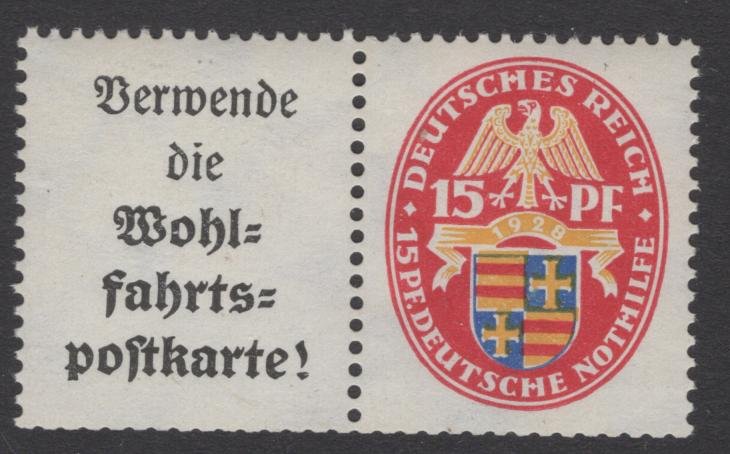 Verwende
die
Wohl=
fahrts=
poſtkarte!
DEUTSCHES REICH
15 PF
1928
15 PF. DEUTSCHE NOTHILFE